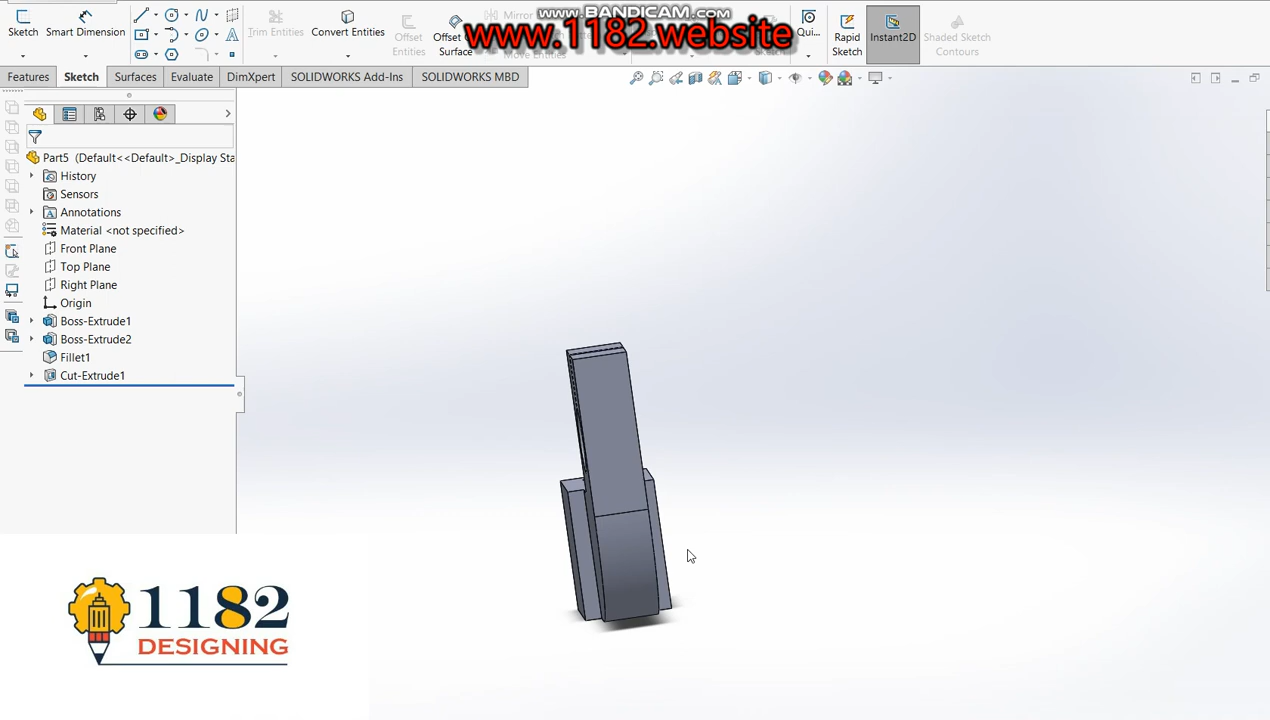 www.BANDICAM.com
www.1182.website
Sketch
Smart Dimension
Trim Entities
Convert Entities
Offset
Entities
Offset On
Surface
Mirror
Move Entities
Qui...
Rapid
Sketch
Instant2D
Shaded Sketch
Contours
Features
Sketch
Surfaces
Evaluate
DimXpert
SOLIDWORKS Add-Ins
SOLIDWORKS MBD
Part5 (Default<<Default>_Display Sta
History
Sensors
Annotations
Material <not specified>
Front Plane
Top Plane
Right Plane
Origin
Boss-Extrude1
Boss-Extrude2
Fillet1
Cut-Extrude1
1182
DESIGNING